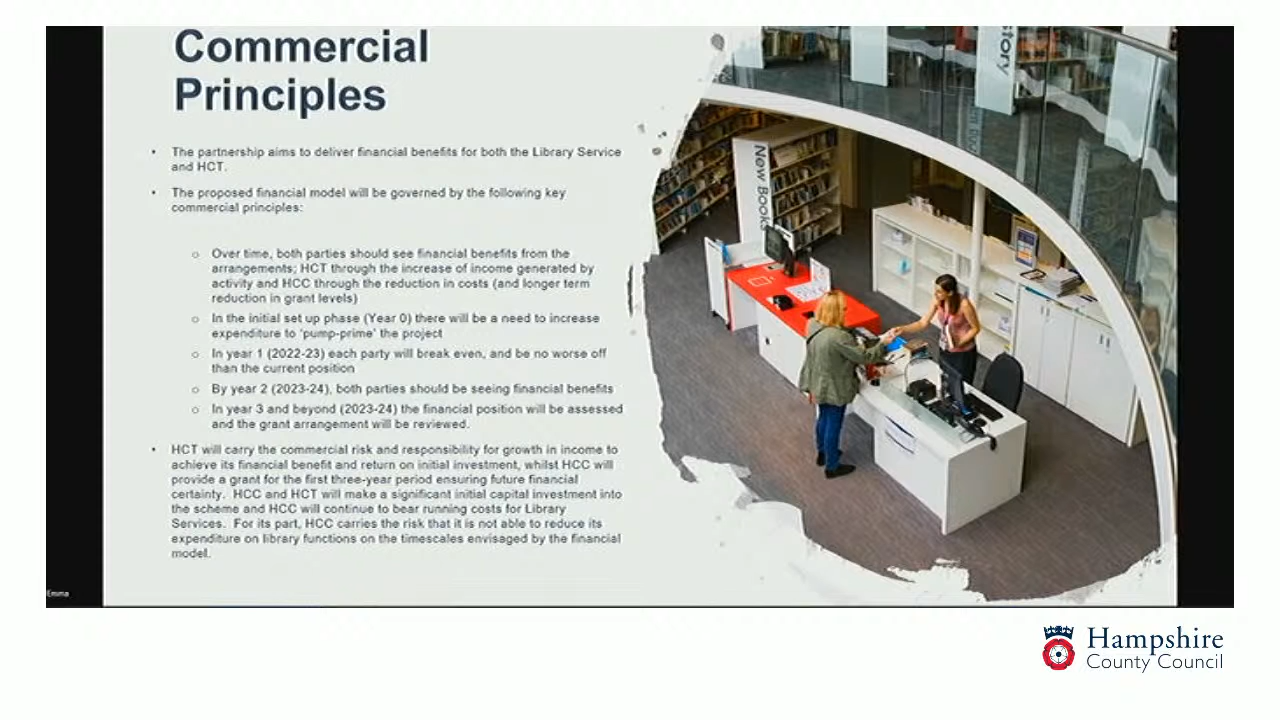 Commercial
Principles
• The partnership aims to deliver financial benefits for both the Library Service
and HCT.
• The proposed financial model will be governed by the following key
commercial principles:
o Over time, both parties should see financial benefits from the
arrangements; HCT through the increase of income generated by
activity and HCC through the reduction in costs (and longer term
reduction in grant levels)
o In the initial set up phase (Year 0) there will be a need to increase
expenditure to 'pump-prime' the project
o In year 1 (2022-23) each party will break even, and be no worse off
than the current position
o By year 2 (2023-24), both parties should be seeing financial benefits
o In year 3 and beyond (2023-24) the financial position will be assessed
and the grant arrangement will be reviewed.
• HCT will carry the commercial risk and responsibility for growth in income to
achieve its financial benefit and return on initial investment, whilst HCC will
provide a grant for the first three-year period ensuring future financial
certainty. HCC and HCT will make a significant initial capital investment into
the scheme and HCC will continue to bear running costs for Library
Services. For its part, HCC carries the risk that it is not able to reduce its
expenditure on library functions on the timescales envisaged by the financial
model.
story
New Books
Emma
Hampshire
County Council